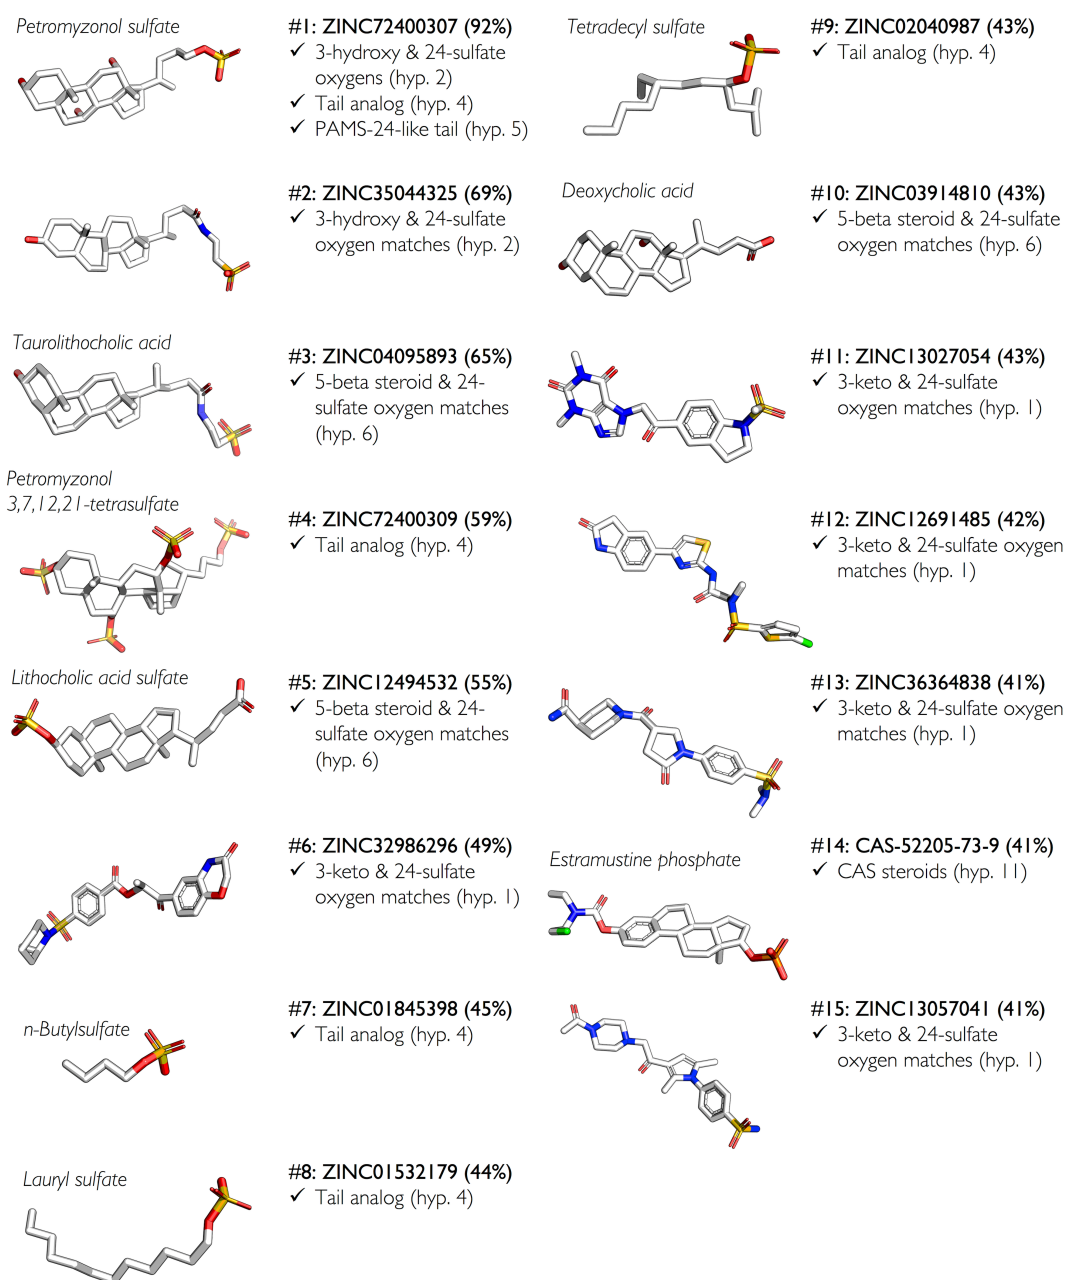 Petromyzonol sulfate
#1: ZINC72400307 (92%)
✓ 3-hydroxy & 24-sulfate
oxygens (hyp. 2)
✓ Tail analog (hyp. 4)
✓ PAMS-24-like tail (hyp. 5)
#2: ZINC35044325 (69%)
✓ 3-hydroxy & 24-sulfate
oxygen matches (hyp. 2)
Taurolithocholic acid
#3: ZINC04095893 (65%)
✓ 5-beta steroid & 24-
sulfate oxygen matches
(hyp. 6)
Petromyzonol
3,7,12,21-tetrasulfate
#4: ZINC72400309 (59%)
✓ Tail analog (hyp. 4)
Lithocholic acid sulfate
#5: ZINC12494532 (55%)
✓ 5-beta steroid & 24-
sulfate oxygen matches
(hyp. 6)
#6: ZINC32986296 (49%)
✓ 3-keto & 24-sulfate
oxygen matches (hyp. 1)
n-Butylsulfate
#7: ZINC01845398 (45%)
✓ Tail analog (hyp. 4)
Lauryl sulfate
#8: ZINC01532179 (44%)
✓ Tail analog (hyp. 4)
Tetradecyl sulfate
#9: ZINC02040987 (43%)
✓ Tail analog (hyp. 4)
Deoxycholic acid
#10: ZINC03914810 (43%)
✓ 5-beta steroid & 24-sulfate
oxygen matches (hyp. 6)
#11: ZINC13027054 (43%)
✓ 3-keto & 24-sulfate
oxygen matches (hyp. 1)
#12: ZINC12691485 (42%)
✓ 3-keto & 24-sulfate oxygen
matches (hyp. 1)
#13: ZINC36364838 (41%)
✓ 3-keto & 24-sulfate oxygen
matches (hyp. 1)
Estramustine phosphate
#14: CAS-52205-73-9 (41%)
✓ CAS steroids (hyp. 11)
#15: ZINC13057041 (41%)
✓ 3-keto & 24-sulfate
oxygen matches (hyp. 1)